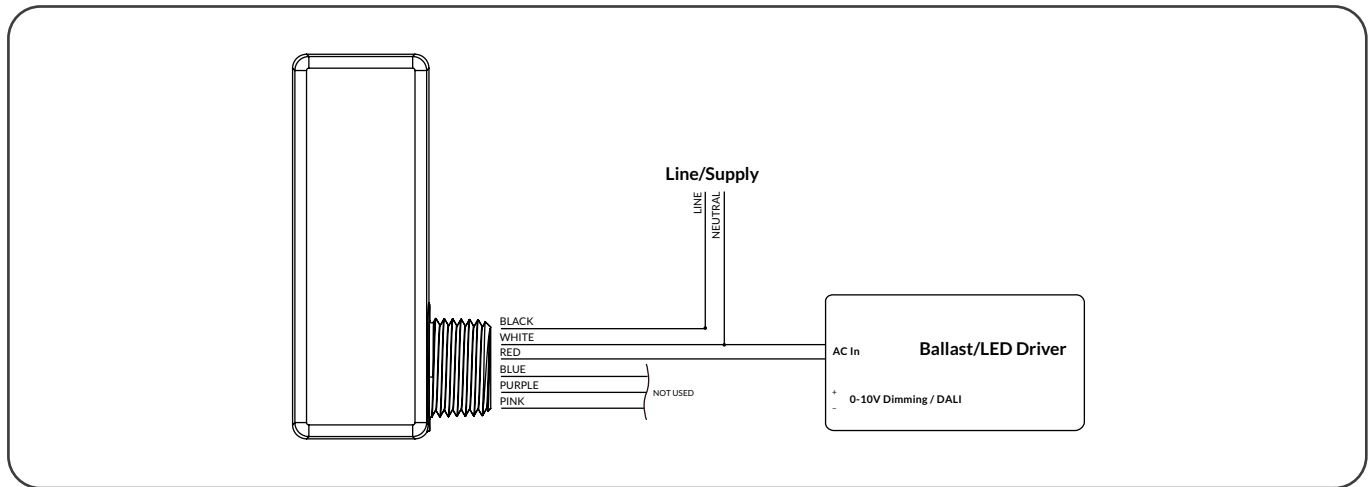 Line/Supply
LINE
NEUTRAL
BLACK
WHITE
RED
BLUE
PURPLE
PINK
NOT USED
AC In
Ballast/LED Driver
+
0-10V Dimming / DALI
–